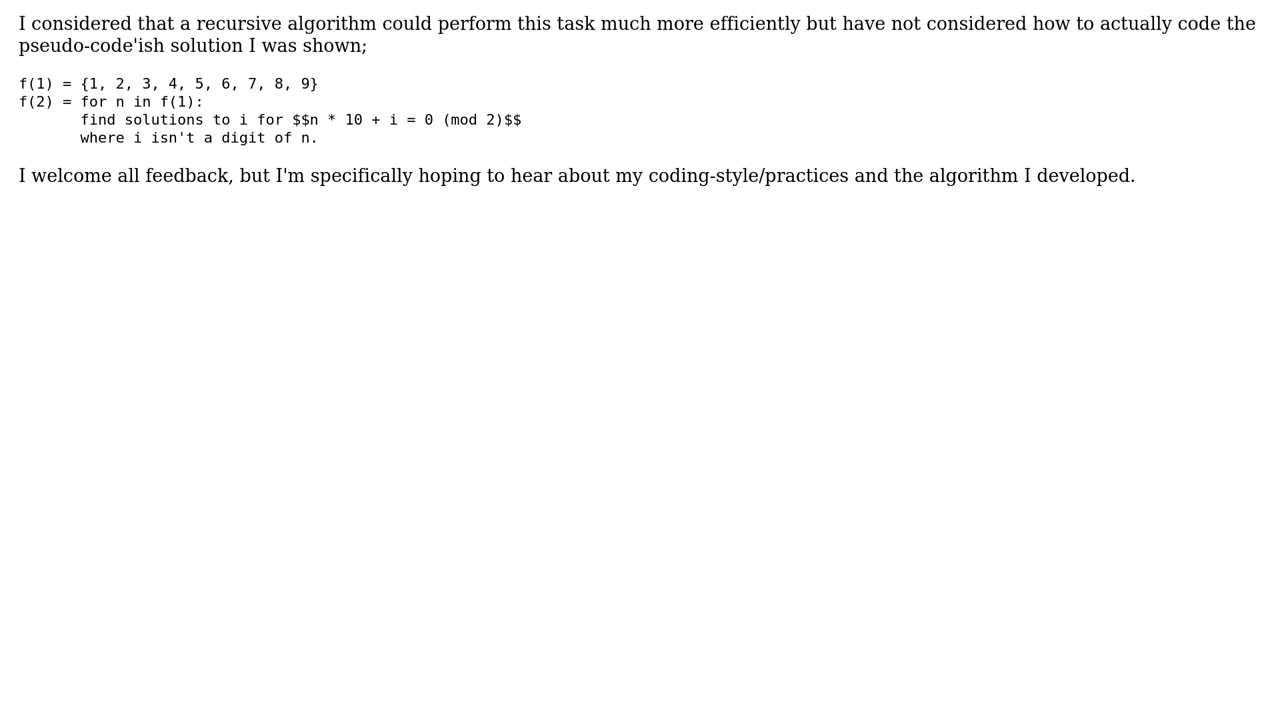 I considered that a recursive algorithm could perform this task much more efficiently but have not considered how to actually code the
pseudo-code'ish solution I was shown;
f(1) = {1, 2, 3, 4, 5, 6, 7, 8, 9}
f(2) = for n in f(1):
       find solutions to i for $$n * 10 + i = 0 (mod 2)$$
       where i isn't a digit of n.
I welcome all feedback, but I'm specifically hoping to hear about my coding-style/practices and the algorithm I developed.